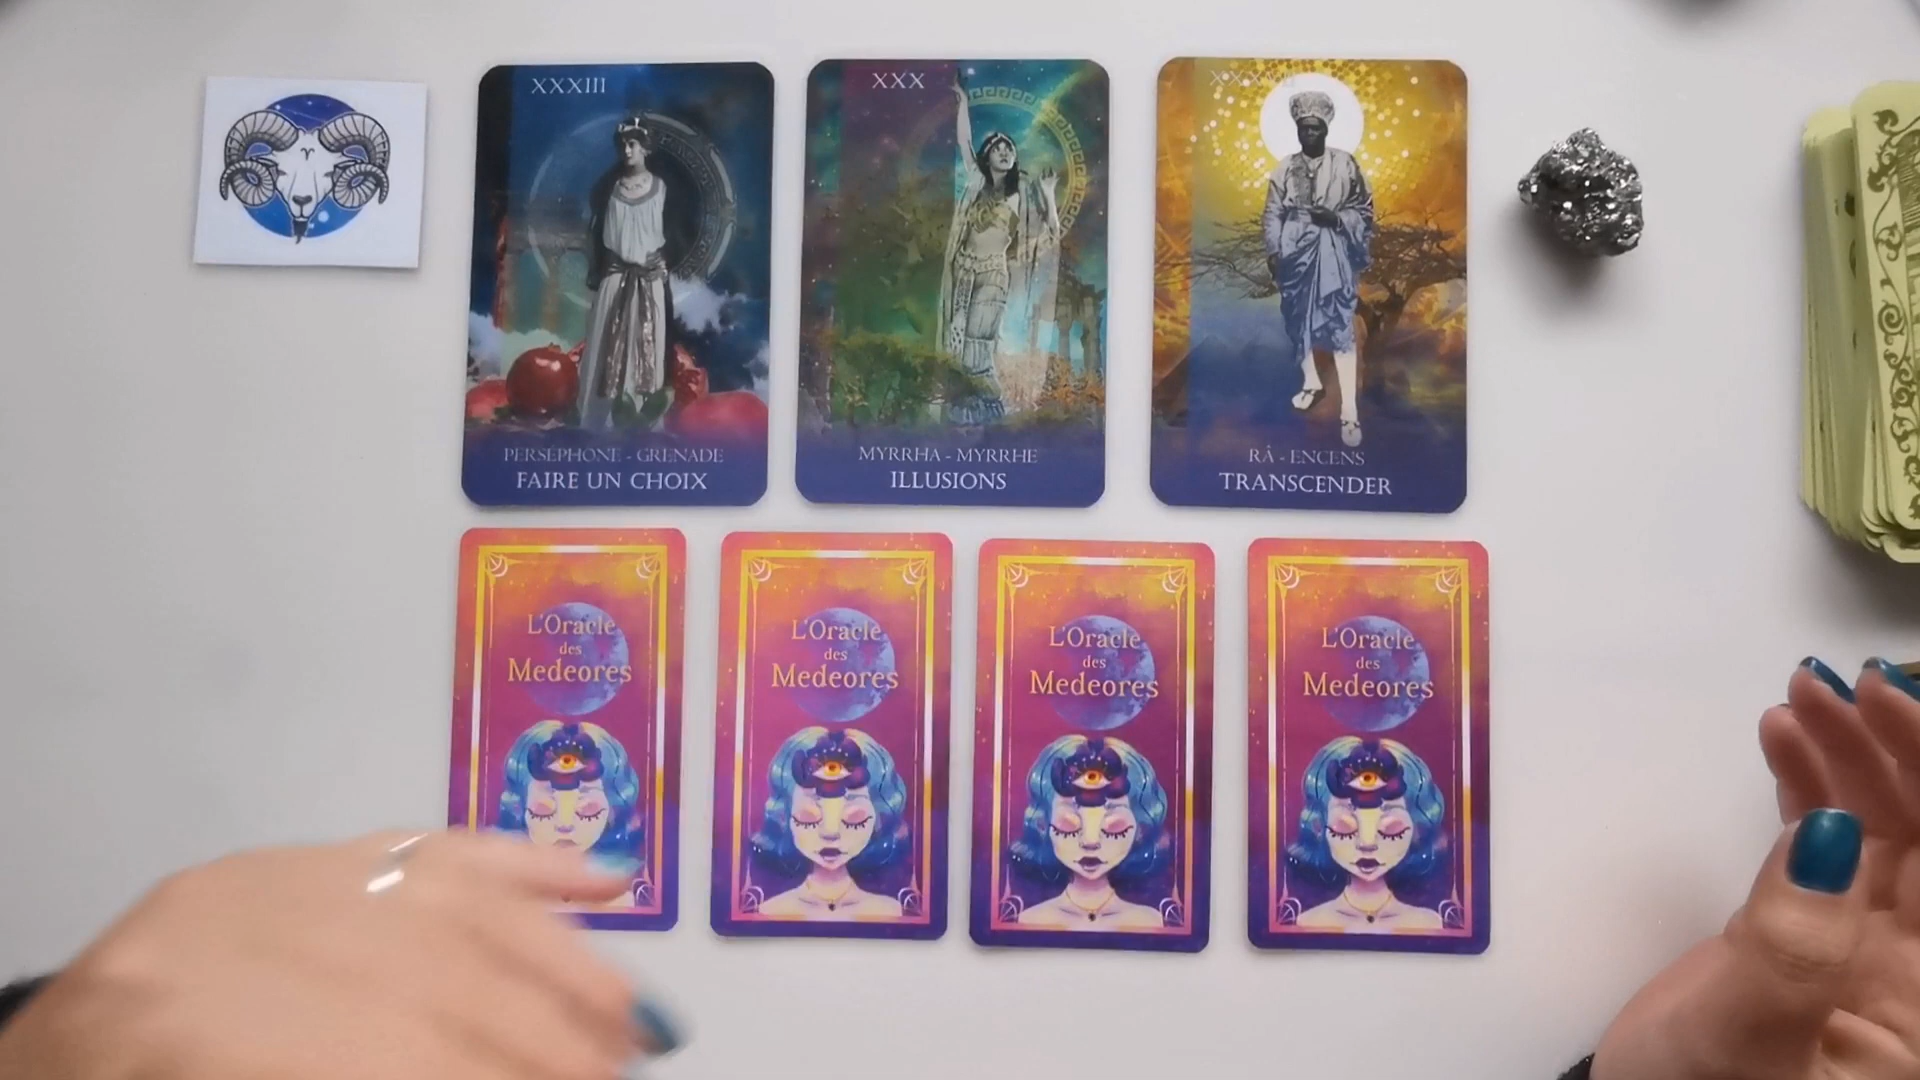 XXXIII
PERSÉPHONE - GRENADE
FAIRE UN CHOIX
XXX
MYRRHA - MYRRHE
ILLUSIONS
RÂ - ENCENS
TRANSCENDER
L'Oracle
des
Medeores
L'Oracle
des
Medeores
L'Oracle
des
Medeores
L'Oracle
des
Medeores